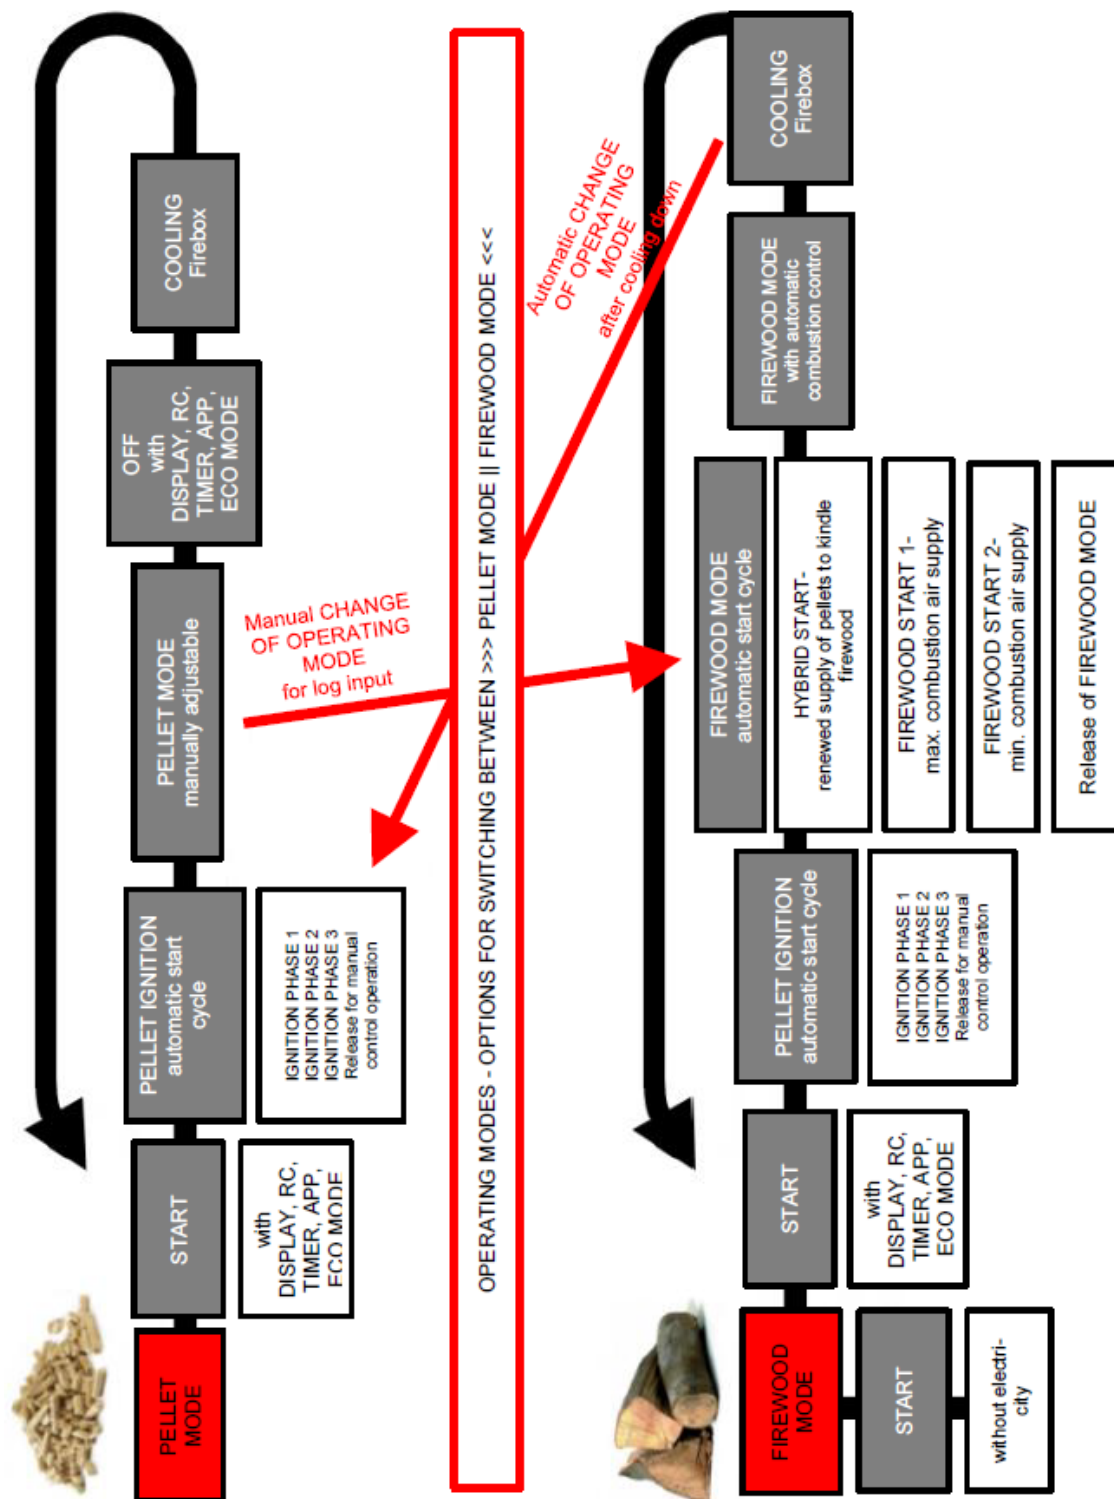 PELLET
MODE
START
with
DISPLAY, RC,
TIMER, APP,
ECO MODE
PELLET IGNITION
automatic start
cycle
IGNITION PHASE 1
IGNITION PHASE 2
IGNITION PHASE 3
Release for manual
control operation
PELLET MODE
manually adjustable
OFF
with
DISPLAY, RC,
TIMER, APP,
ECO MODE
COOLING
Firebox
Manual CHANGE
OF OPERATING
MODE
for log input
OPERATING MODES - OPTIONS FOR SWITCHING BETWEEN >>> PELLET MODE || FIREWOOD MODE <<<
Automatic CHANGE
OF OPERATING
MODE
after cooling down
FIREWOOD
MODE
START
without electri-
city
START
with
DISPLAY, RC,
TIMER, APP,
ECO MODE
PELLET IGNITION
automatic start cycle
IGNITION PHASE 1
IGNITION PHASE 2
IGNITION PHASE 3
Release for manual
control operation
FIREWOOD MODE
automatic start cycle
HYBRID START-
renewed supply of pellets to kindle
firewood
FIREWOOD START 1-
max. combustion air supply
FIREWOOD START 2-
min. combustion air supply
Release of FIREWOOD MODE
FIREWOOD MODE
with automatic
combustion control
COOLING
Firebox